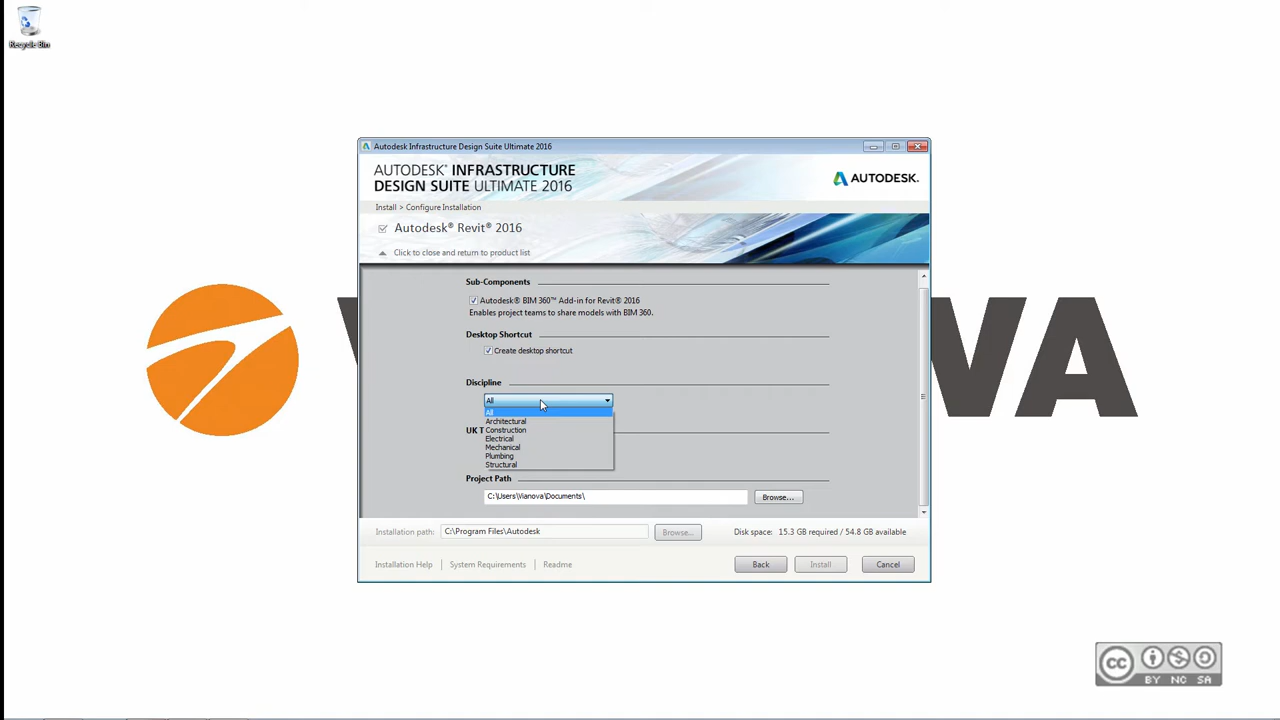 Recycle Bin
Autodesk Infrastructure Design Suite Ultimate 2016
AUTODESK® INFRASTRUCTURE
DESIGN SUITE ULTIMATE 2016
AUTODESK.
Install > Configure Installation
Autodesk® Revit® 2016
Click to close and return to product list
Sub-Components
Autodesk® BIM 360™ Add-in for Revit® 2016
Enables project teams to share models with BIM 360.
Desktop Shortcut
Create desktop shortcut
Discipline
All
All
Architectural
Construction
Electrical
Mechanical
Plumbing
Structural
UK T
Project Path
C:\Users\Vianova\Documents\
Browse...
Installation path:
C:\Program Files\Autodesk
Browse...
Disk space: 15.3 GB required / 54.8 GB available
Installation Help
System Requirements
Readme
Back
Install
Cancel
V
VA
CC
BY NC SA